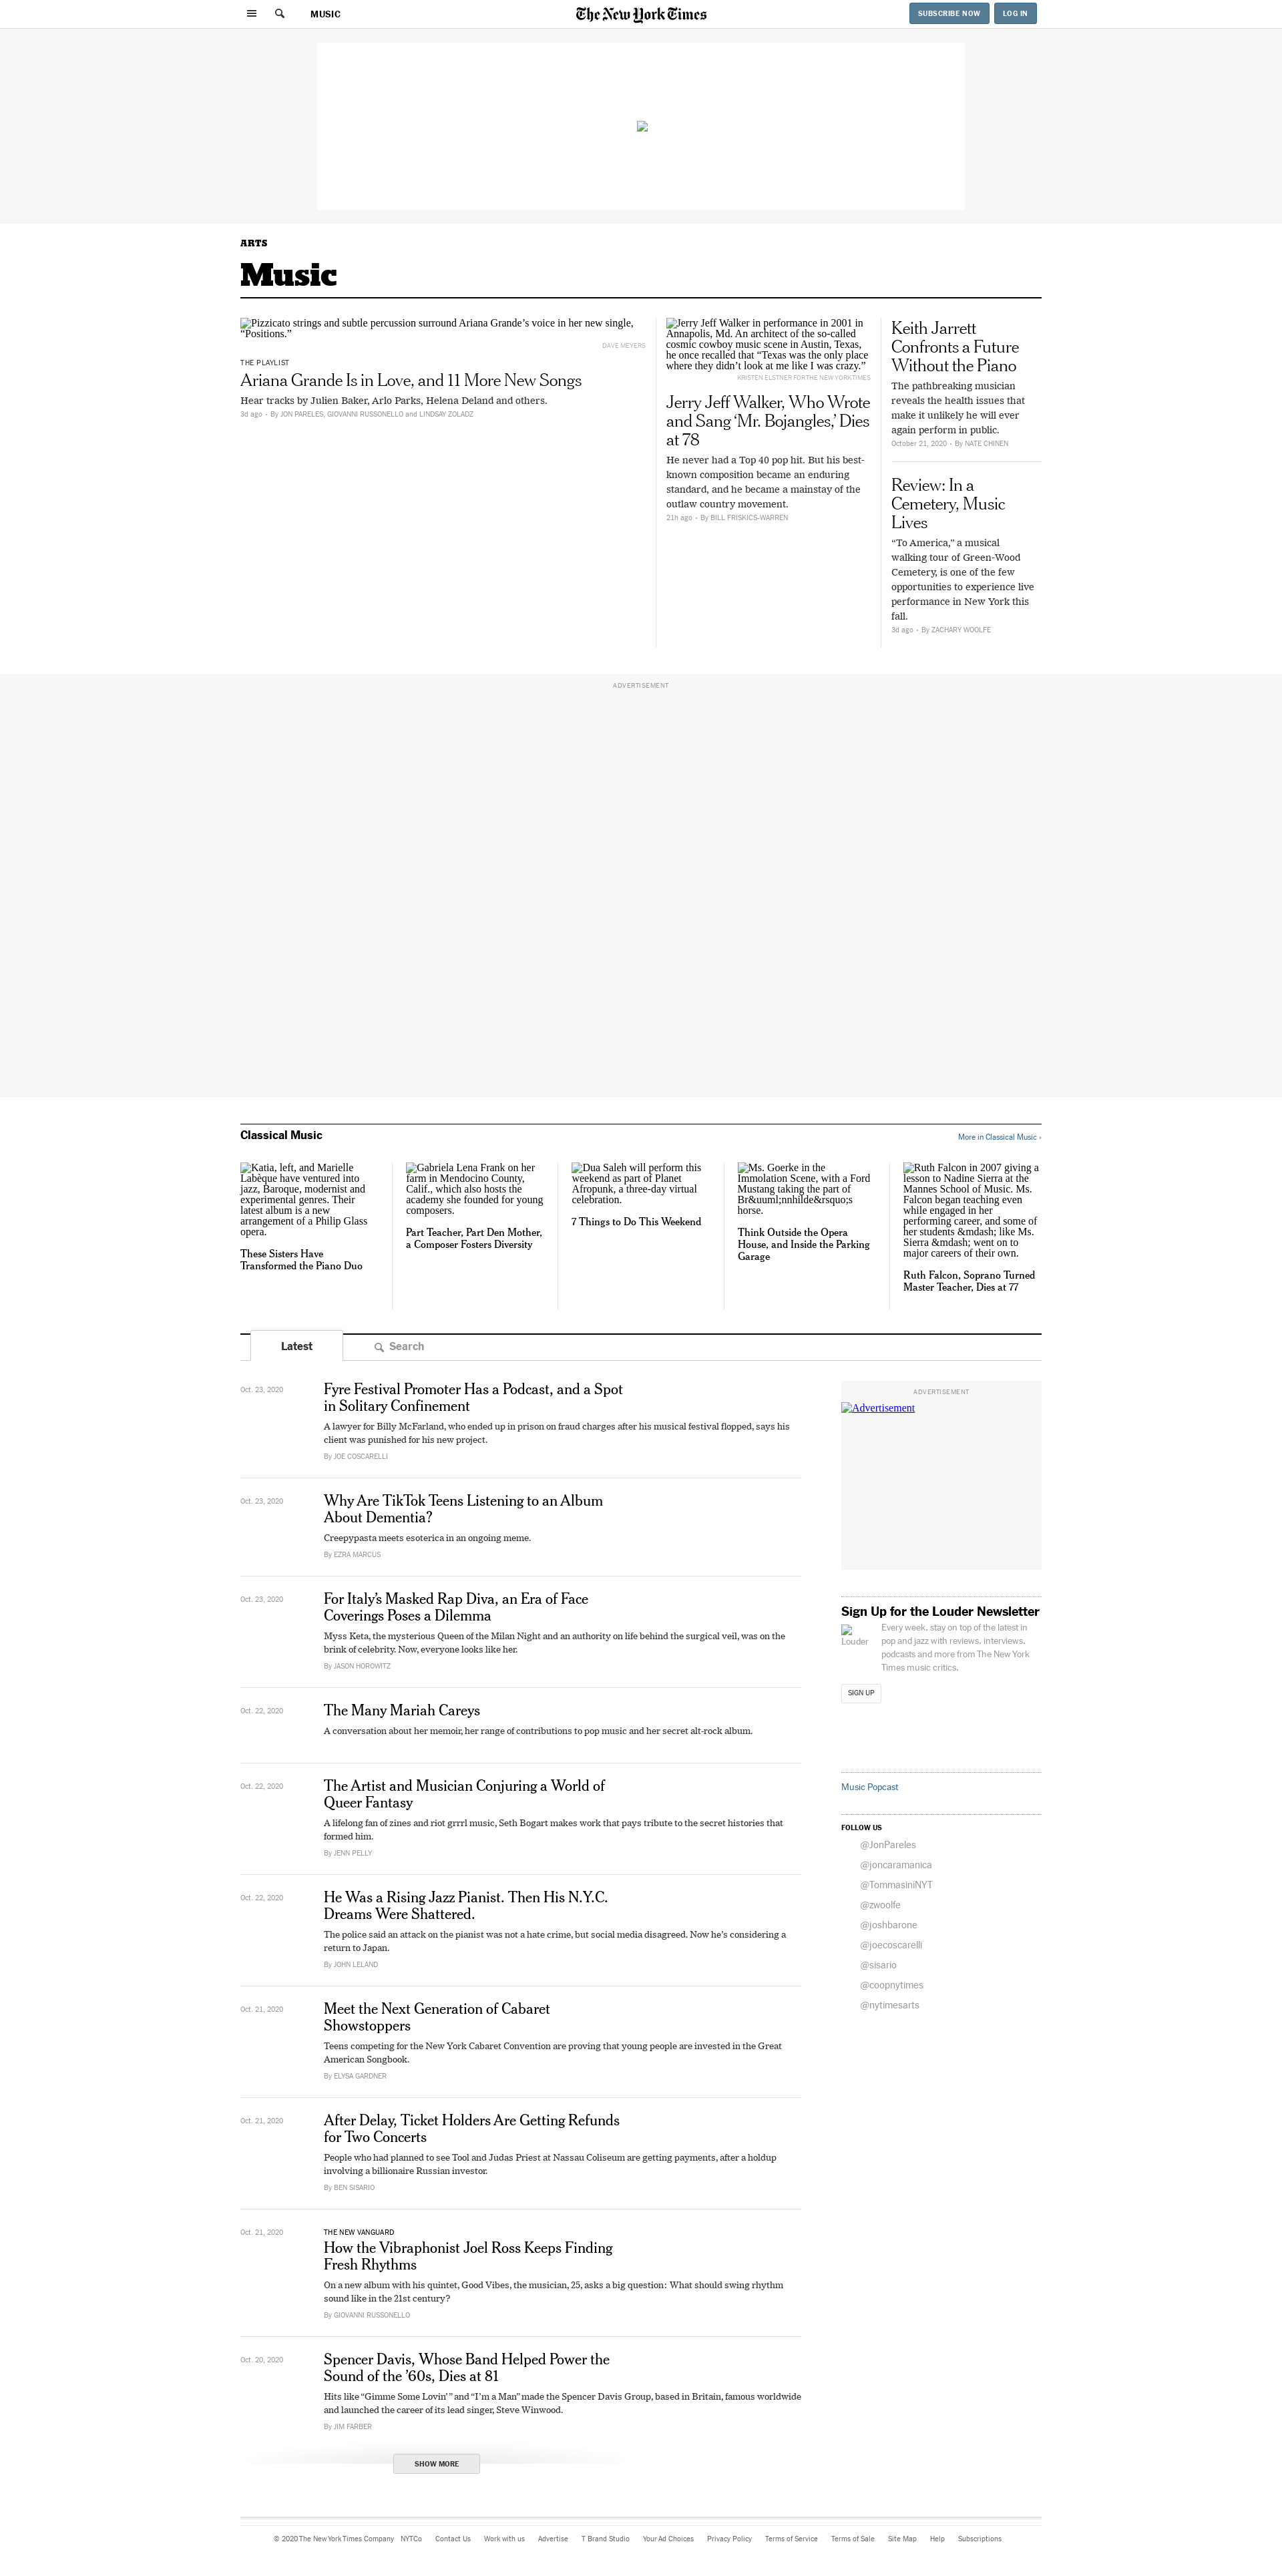 MUSIC
The New York Times
SUBSCRIBE NOW
LOG IN
ARTS
Music
Pizzicato strings and subtle percussion surround Ariana Grande’s voice in her new single,
“Positions.”
DAVE MEYERS
THE PLAYLIST
Ariana Grande Is in Love, and 11 More New Songs
Hear tracks by Julien Baker, Arlo Parks, Helena Deland and others.
3d ago • By JON PARELES, GIOVANNI RUSSONELLO and LINDSAY ZOLADZ
Jerry Jeff Walker in performance in 2001 in
Annapolis, Md. An architect of the so-called
cosmic cowboy music scene in Austin, Texas,
he once recalled that “Texas was the only place
where they didn’t look at me like I was crazy.”
KRISTEN ELSTNER FOR THE NEW YORK TIMES
Jerry Jeff Walker, Who Wrote
and Sang ‘Mr. Bojangles,’ Dies
at 78
He never had a Top 40 pop hit. But his best-
known composition became an enduring
standard, and he became a mainstay of the
outlaw country movement.
21h ago • By BILL FRISKICS-WARREN
Keith Jarrett
Confronts a Future
Without the Piano
The pathbreaking musician
reveals the health issues that
make it unlikely he will ever
again perform in public.
October 21, 2020 • By NATE CHINEN
Review: In a
Cemetery, Music
Lives
“To America,” a musical
walking tour of Green-Wood
Cemetery, is one of the few
opportunities to experience live
performance in New York this
fall.
3d ago • By ZACHARY WOOLFE
ADVERTISEMENT
Classical Music
More in Classical Music ›
Katia, left, and Marielle
Labèque have ventured into
jazz, Baroque, modernist and
experimental genres. Their
latest album is a new
arrangement of a Philip Glass
opera.
These Sisters Have
Transformed the Piano Duo
Gabriela Lena Frank on her
farm in Mendocino County,
Calif., which also hosts the
academy she founded for young
composers.
Part Teacher, Part Den Mother,
a Composer Fosters Diversity
Dua Saleh will perform this
weekend as part of Planet
Afropunk, a three-day virtual
celebration.
7 Things to Do This Weekend
Ms. Goerke in the
Immolation Scene, with a Ford
Mustang taking the part of
Br&uuml;nnhilde&rsquo;s
horse.
Think Outside the Opera
House, and Inside the Parking
Garage
Ruth Falcon in 2007 giving a
lesson to Nadine Sierra at the
Mannes School of Music. Ms.
Falcon began teaching even
while engaged in her
performing career, and some of
her students &mdash; like Ms.
Sierra &mdash; went on to
major careers of their own.
Ruth Falcon, Soprano Turned
Master Teacher, Dies at 77
Latest
Search
Oct. 23, 2020
Fyre Festival Promoter Has a Podcast, and a Spot
in Solitary Confinement
A lawyer for Billy McFarland, who ended up in prison on fraud charges after his musical festival flopped, says his
client was punished for his new project.
By JOE COSCARELLI
Oct. 23, 2020
Why Are TikTok Teens Listening to an Album
About Dementia?
Creepypasta meets esoterica in an ongoing meme.
By EZRA MARCUS
Oct. 23, 2020
For Italy’s Masked Rap Diva, an Era of Face
Coverings Poses a Dilemma
Myss Keta, the mysterious Queen of the Milan Night and an authority on life behind the surgical veil, was on the
brink of celebrity. Now, everyone looks like her.
By JASON HOROWITZ
Oct. 22, 2020
The Many Mariah Careys
A conversation about her memoir, her range of contributions to pop music and her secret alt-rock album.
Oct. 22, 2020
The Artist and Musician Conjuring a World of
Queer Fantasy
A lifelong fan of zines and riot grrrl music, Seth Bogart makes work that pays tribute to the secret histories that
formed him.
By JENN PELLY
Oct. 22, 2020
He Was a Rising Jazz Pianist. Then His N.Y.C.
Dreams Were Shattered.
The police said an attack on the pianist was not a hate crime, but social media disagreed. Now he’s considering a
return to Japan.
By JOHN LELAND
Oct. 21, 2020
Meet the Next Generation of Cabaret
Showstoppers
Teens competing for the New York Cabaret Convention are proving that young people are invested in the Great
American Songbook.
By ELYSA GARDNER
Oct. 21, 2020
After Delay, Ticket Holders Are Getting Refunds
for Two Concerts
People who had planned to see Tool and Judas Priest at Nassau Coliseum are getting payments, after a holdup
involving a billionaire Russian investor.
By BEN SISARIO
Oct. 21, 2020
THE NEW VANGUARD
How the Vibraphonist Joel Ross Keeps Finding
Fresh Rhythms
On a new album with his quintet, Good Vibes, the musician, 25, asks a big question: What should swing rhythm
sound like in the 21st century?
By GIOVANNI RUSSONELLO
Oct. 20, 2020
Spencer Davis, Whose Band Helped Power the
Sound of the ’60s, Dies at 81
Hits like “Gimme Some Lovin’ ” and “I’m a Man” made the Spencer Davis Group, based in Britain, famous worldwide
and launched the career of its lead singer, Steve Winwood.
By JIM FARBER
SHOW MORE
ADVERTISEMENT
Advertisement
Sign Up for the Louder Newsletter
Louder
Every week, stay on top of the latest in
pop and jazz with reviews, interviews,
podcasts and more from The New York
Times music critics.
SIGN UP
Music Popcast
FOLLOW US
@JonPareles
@joncaramanica
@TommasiniNYT
@zwoolfe
@joshbarone
@joecoscarelli
@sisario
@coopnytimes
@nytimesarts
© 2020 The New York Times Company NYTCo Contact Us Work with us Advertise T Brand Studio Your Ad Choices Privacy Policy Terms of Service Terms of Sale Site Map Help Subscriptions